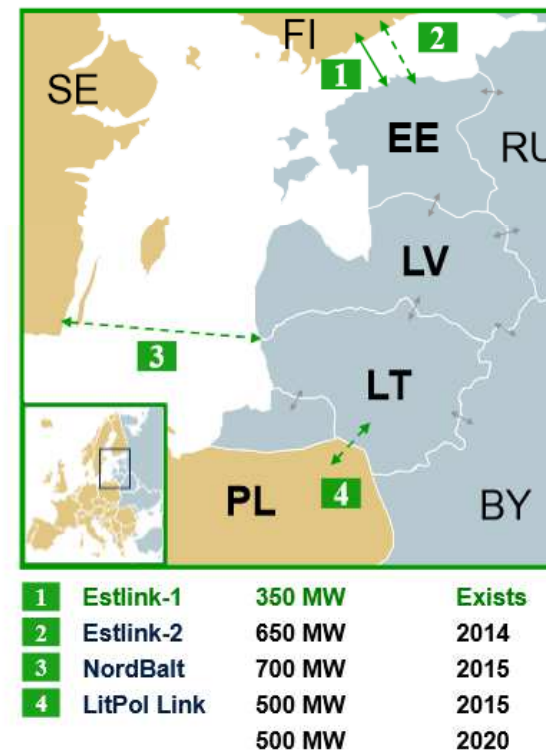 FI
2
1
SE
EE
RU
LV
3
LT
4
PL
BY
1 Estlink-1 350 MW Exists
2 Estlink-2 650 MW 2014
3 NordBalt 700 MW 2015
4 LitPol Link 500 MW 2015
500 MW 2020